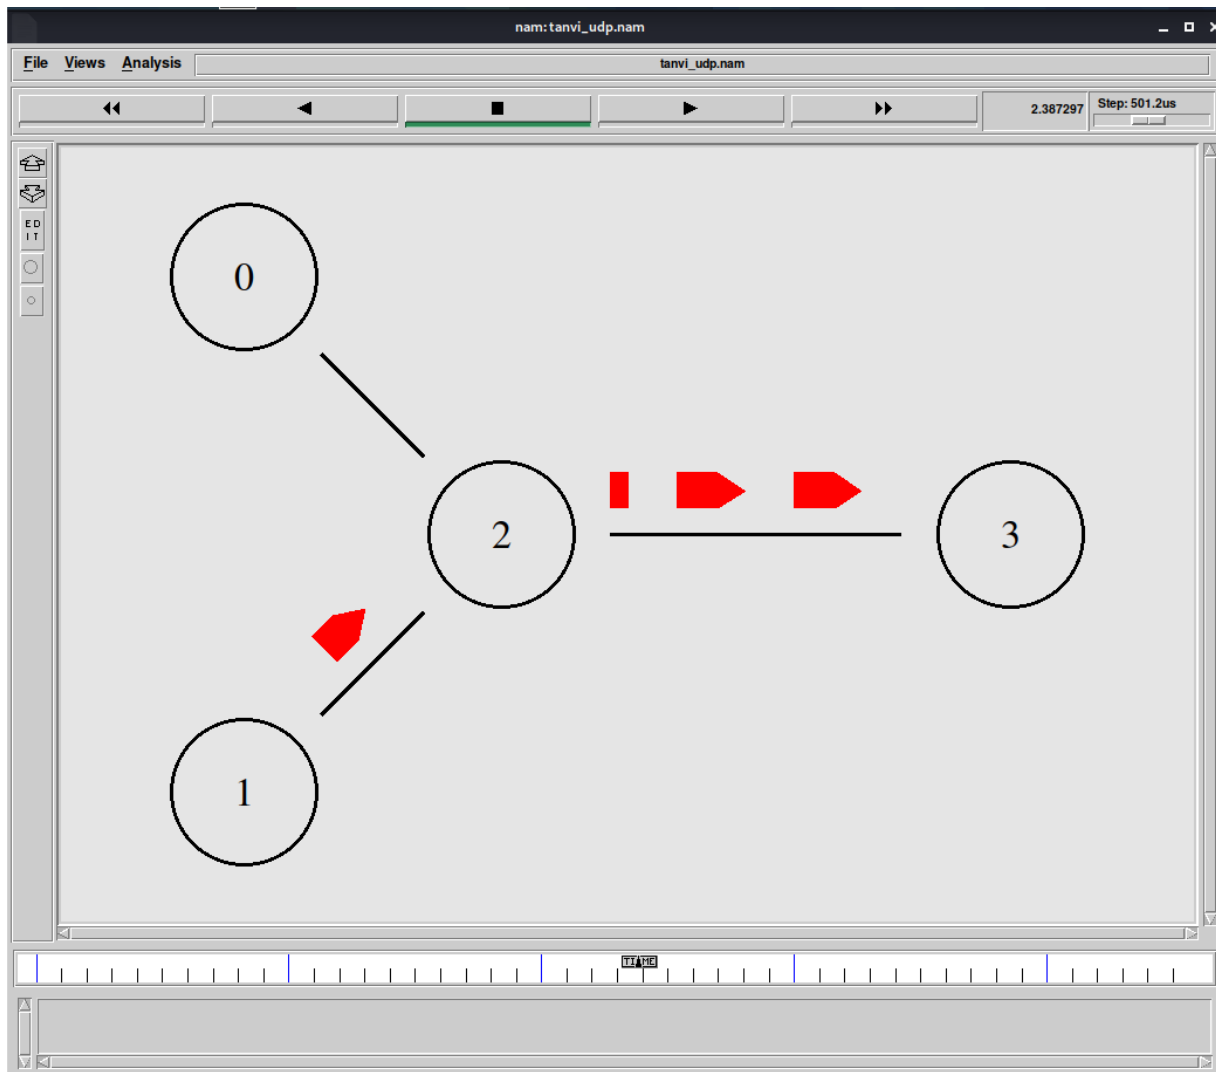 nam: tanvi_udp.nam
File Views Analysis tanvi_udp.nam
2.387297 Step: 501.2us
ED
IT
0
2
3
1
TIME